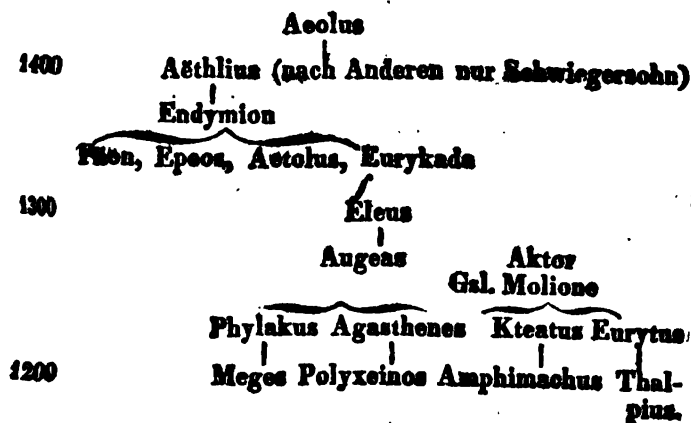 Aeolus
1400 Aëthlius (nach Anderen nur Schwiegersohn)
Endymion
Päon, Epeos, Aetolus, Eurykada
1300 Eleus
Augeas Aktor
Gsl. Molione
Phylakus Agasthenes Kteatus Eurytus
1200 Meges Polyxeinos Amphimachus Thal-
pius.